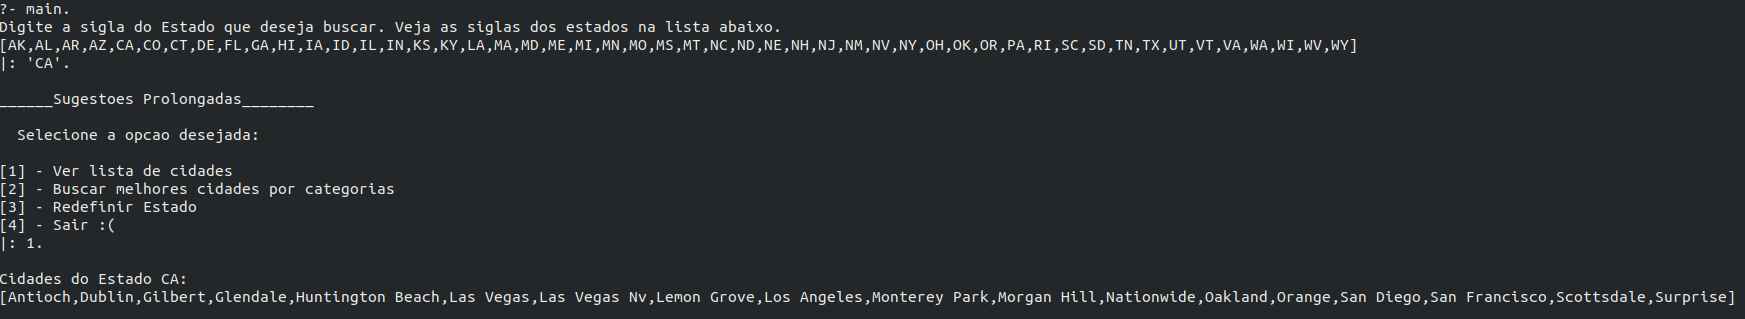 ?- main.
Digite a sigla do Estado que deseja buscar. Veja as siglas dos estados na lista abaixo.
[AK,AL,AR,AZ,CA,CO,CT,DE,FL,GA,HI,IA,ID,IL,IN,KS,KY,LA,MA,MD,ME,MI,MN,MO,MS,MT,NC,ND,NE,NH,NJ,NM,NV,NY,OH,OK,OR,PA,RI,SC,SD,TN,TX,UT,VT,VA,WA,WI,WV,WY]
|: 'CA'.
______Sugestoes Prolongadas________
Selecione a opcao desejada:
[1] - Ver lista de cidades
[2] - Buscar melhores cidades por categorias
[3] - Redefinir Estado
[4] - Sair :(
|: 1.
Cidades do Estado CA:
[Antioch,Dublin,Gilbert,Glendale,Huntington Beach,Las Vegas,Las Vegas Nv,Lemon Grove,Los Angeles,Monterey Park,Morgan Hill,Nationwide,Oakland,Orange,San Diego,San Francisco,Scottsdale,Surprise]